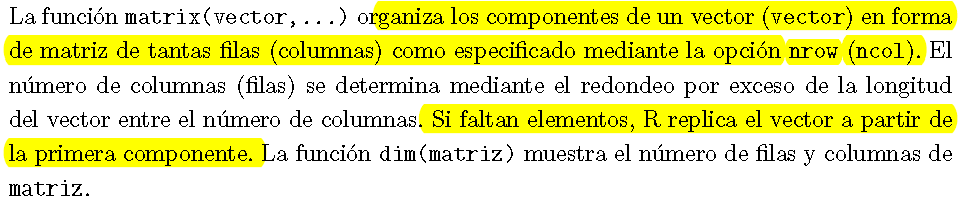 La función matrix(vector,...) organiza los componentes de un vector (vector) en forma
de matriz de tantas filas (columnas) como especificado mediante la opción nrow (ncol). El
número de columnas (filas) se determina mediante el redondeo por exceso de la longitud
del vector entre el número de columnas. Si faltan elementos, R replica el vector a partir de
la primera componente. La función dim(matriz) muestra el número de filas y columnas de
matriz.